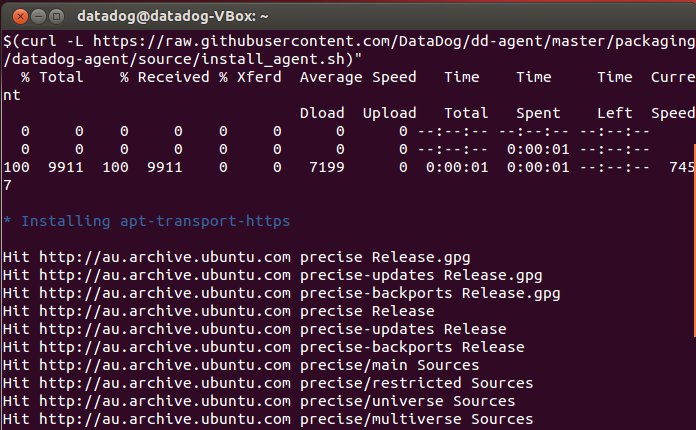 datadog@datadog-VBox: ~
$(curl -L https://raw.githubusercontent.com/DataDog/dd-agent/master/packaging
/datadog-agent/source/install_agent.sh)"
  % Total    % Received % Xferd  Average Speed   Time    Time     Time  Curre
nt
                                 Dload  Upload   Total   Spent    Left  Speed
  0     0    0     0    0     0      0      0 --:--:-- --:--:-- --:--:--
  0     0    0     0    0     0      0      0 --:--:--  0:00:01 --:--:--
100  9911  100  9911    0     0   7199      0  0:00:01  0:00:01 --:--:--  745
7
* Installing apt-transport-https
Hit http://au.archive.ubuntu.com precise Release.gpg
Hit http://au.archive.ubuntu.com precise-updates Release.gpg
Hit http://au.archive.ubuntu.com precise-backports Release.gpg
Hit http://au.archive.ubuntu.com precise Release
Hit http://au.archive.ubuntu.com precise-updates Release
Hit http://au.archive.ubuntu.com precise-backports Release
Hit http://au.archive.ubuntu.com precise/main Sources
Hit http://au.archive.ubuntu.com precise/restricted Sources
Hit http://au.archive.ubuntu.com precise/universe Sources
Hit http://au.archive.ubuntu.com precise/multiverse Sources